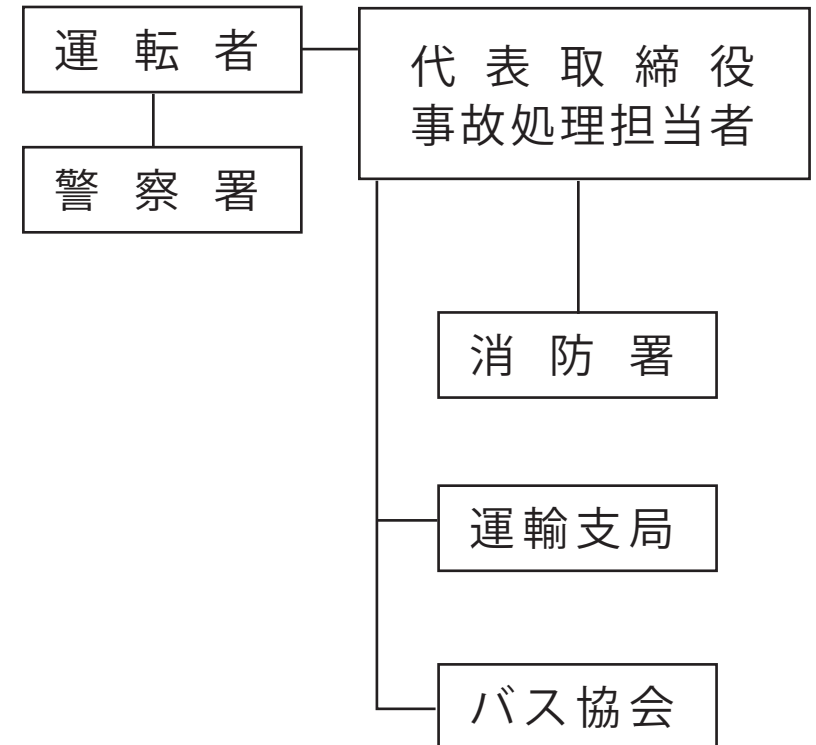 運転者
代表取締役
事故処理担当者
警察署
消防署
運輸支局
バス協会